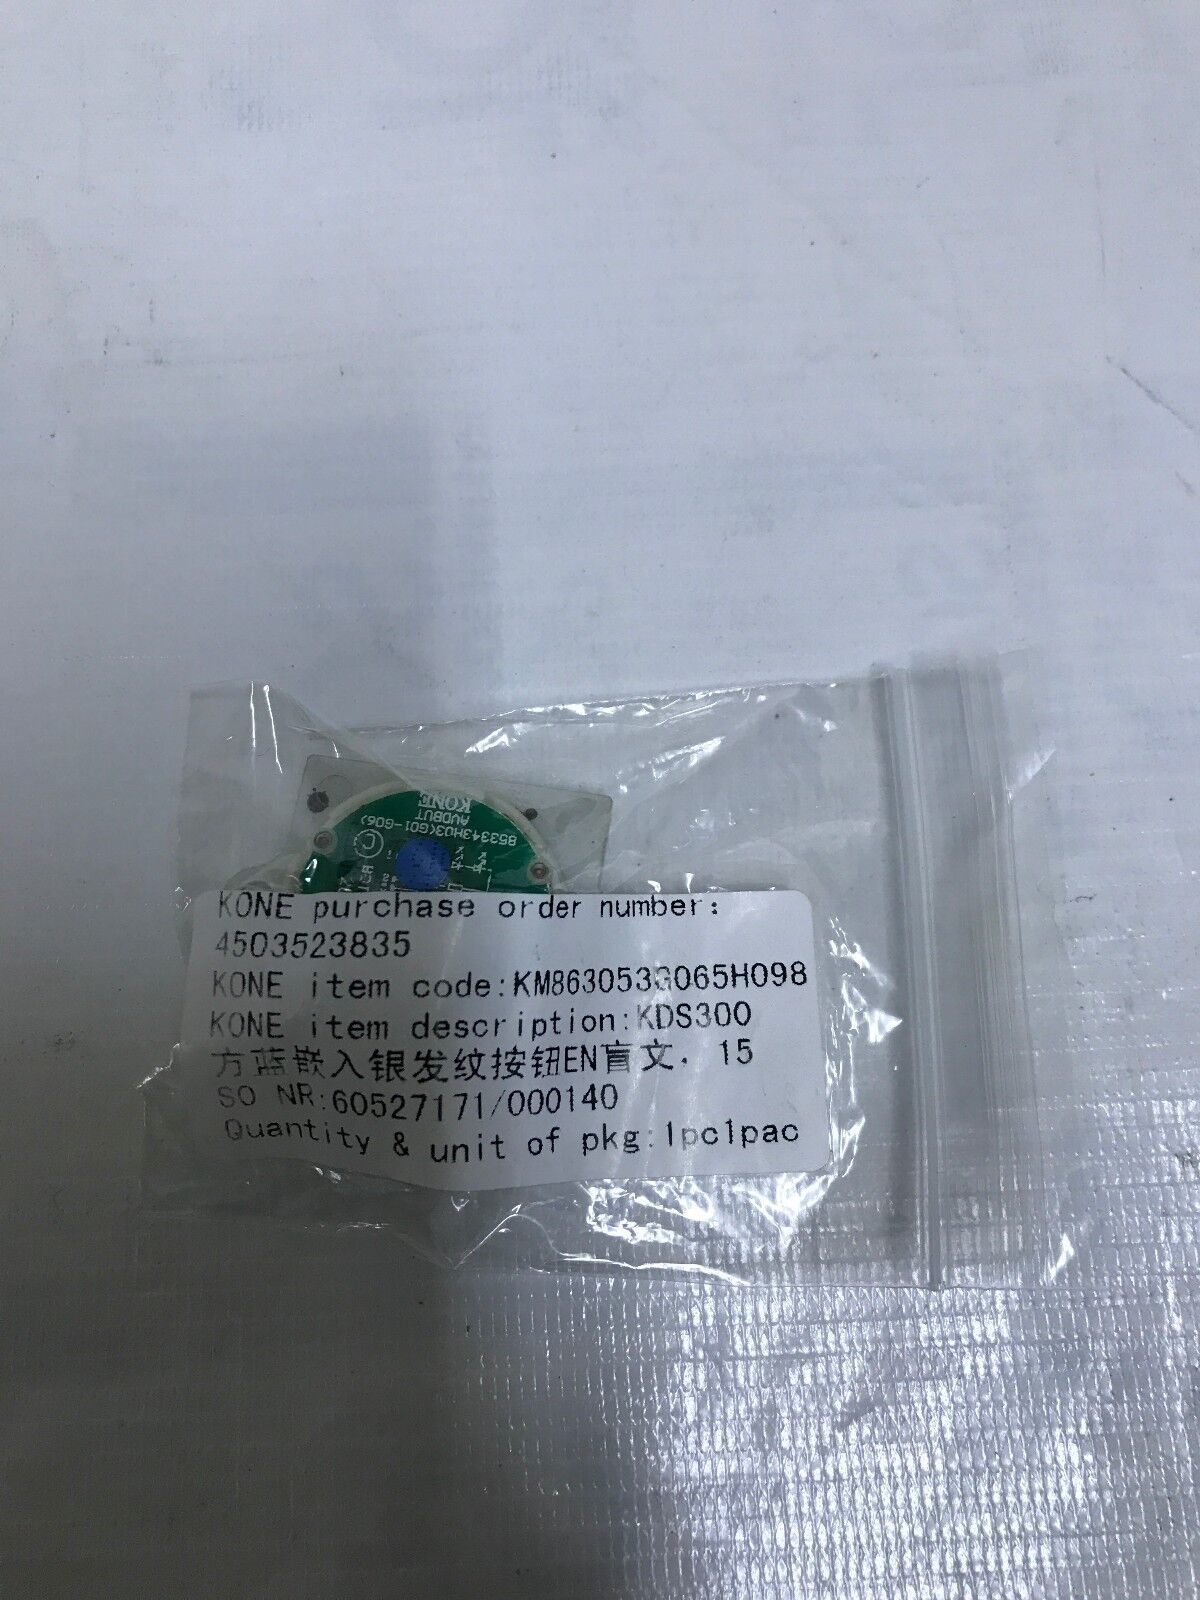 KONE
AVDBUT
853343H03(G01-G06)
KONE purchase order number:
4503523835
KONE item code:KM863053G065H098
KONE item description:KDS300
方蓝嵌入银发纹按钮EN盲文. 15
SO NR:60527171/000140
Quantity & unit of pkg:1pc1pac